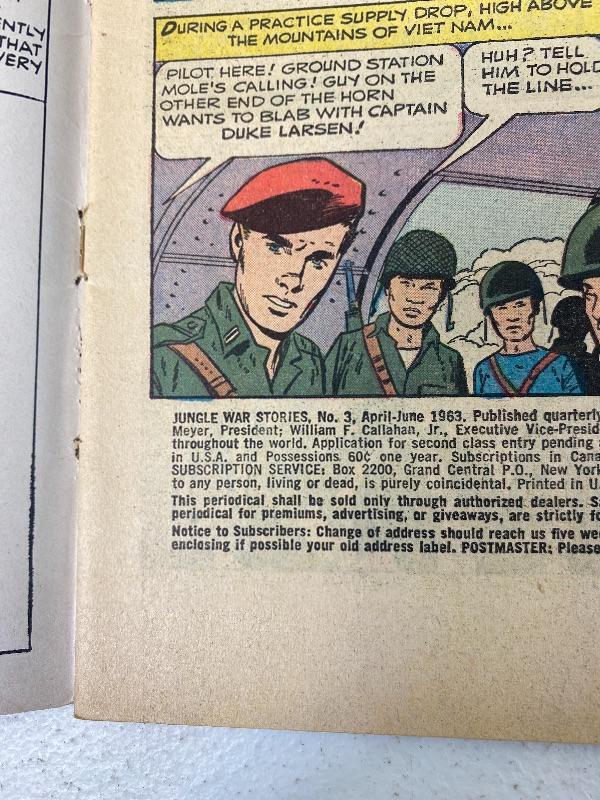 ENTLY
THAT
VERY
DURING A PRACTICE SUPPLY DROP, HIGH ABOVE
THE MOUNTAINS OF VIET NAM...
PILOT HERE! GROUND STATION
MOLE'S CALLING! GUY ON THE
OTHER END OF THE HORN
WANTS TO BLAB WITH CAPTAIN
DUKE LARSEN!
HUH? TELL
HIM TO HOLD
THE LINE...
JUNGLE WAR STORIES, No. 3, April-June 1963. Published quarterly
Meyer, President; William F. Callahan, Jr., Executive Vice-Presid
throughout the world. Application for second class entry pending
in U.S.A. and Possessions 60¢ one year. Subscriptions in Cana
SUBSCRIPTION SERVICE: Box 2200, Grand Central P.O., New York
to any person, living or dead, is purely coincidental. Printed in U.
This periodical shall be sold only through authorized dealers. Sa
periodical for premiums, advertising, or giveaways, are strictly fo
Notice to Subscribers: Change of address should reach us five wee
enclosing if possible your old address label. POSTMASTER: Please